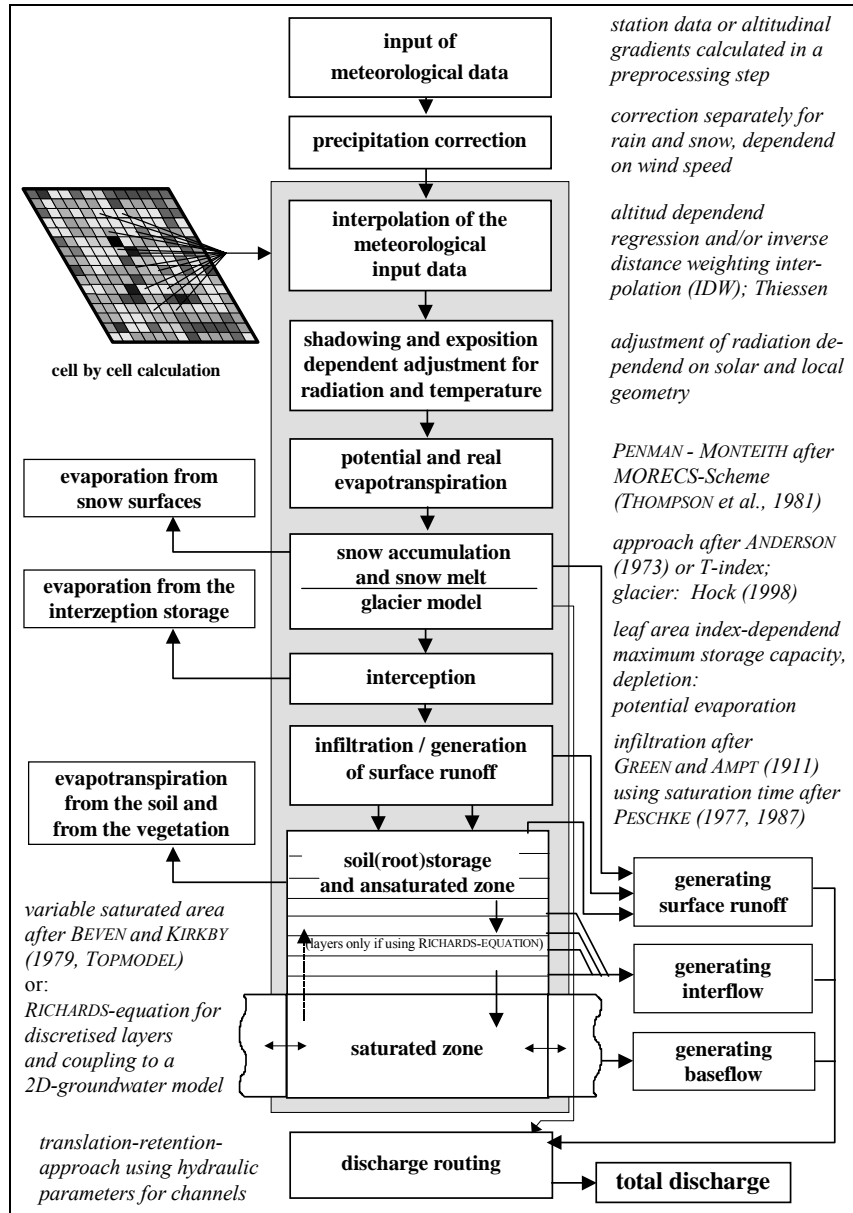 input of
meteorological data
station data or altitudinal
gradients calculated in a
preprocessing step
precipitation correction
correction separately for
rain and snow, dependend
on wind speed
interpolation of the
meteorological
input data
altitud dependend
regression and/or inverse
distance weighting inter-
polation (IDW); Thiessen
cell by cell calculation
shadowing and exposition
dependent adjustment for
radiation and temperature
adjustment of radiation de-
pendend on solar and local
geometry
potential and real
evapotranspiration
PENMAN - MONTEITH after
MORECS-Scheme
(THOMPSON et al., 1981)
evaporation from
snow surfaces
snow accumulation
and snow melt
glacier model
approach after ANDERSON
(1973) or T-index;
glacier: Hock (1998)
evaporation from the
interzeption storage
interception
leaf area index-dependend
maximum storage capacity,
depletion:
potential evaporation
infiltration / generation
of surface runoff
infiltration after
GREEN and AMPT (1911)
using saturation time after
PESCHKE (1977, 1987)
evapotranspiration
from the soil and
from the vegetation
soil(root)storage
and ansaturated zone
(layers only if using RICHARDS-EQUATION)
generating
surface runoff
variable saturated area
after BEVEN and KIRKBY
(1979, TOPMODEL)
or:
RICHARDS-equation for
discretised layers
and coupling to a
2D-groundwater model
generating
interflow
saturated zone
generating
baseflow
translation-retention-
approach using hydraulic
parameters for channels
discharge routing
total discharge